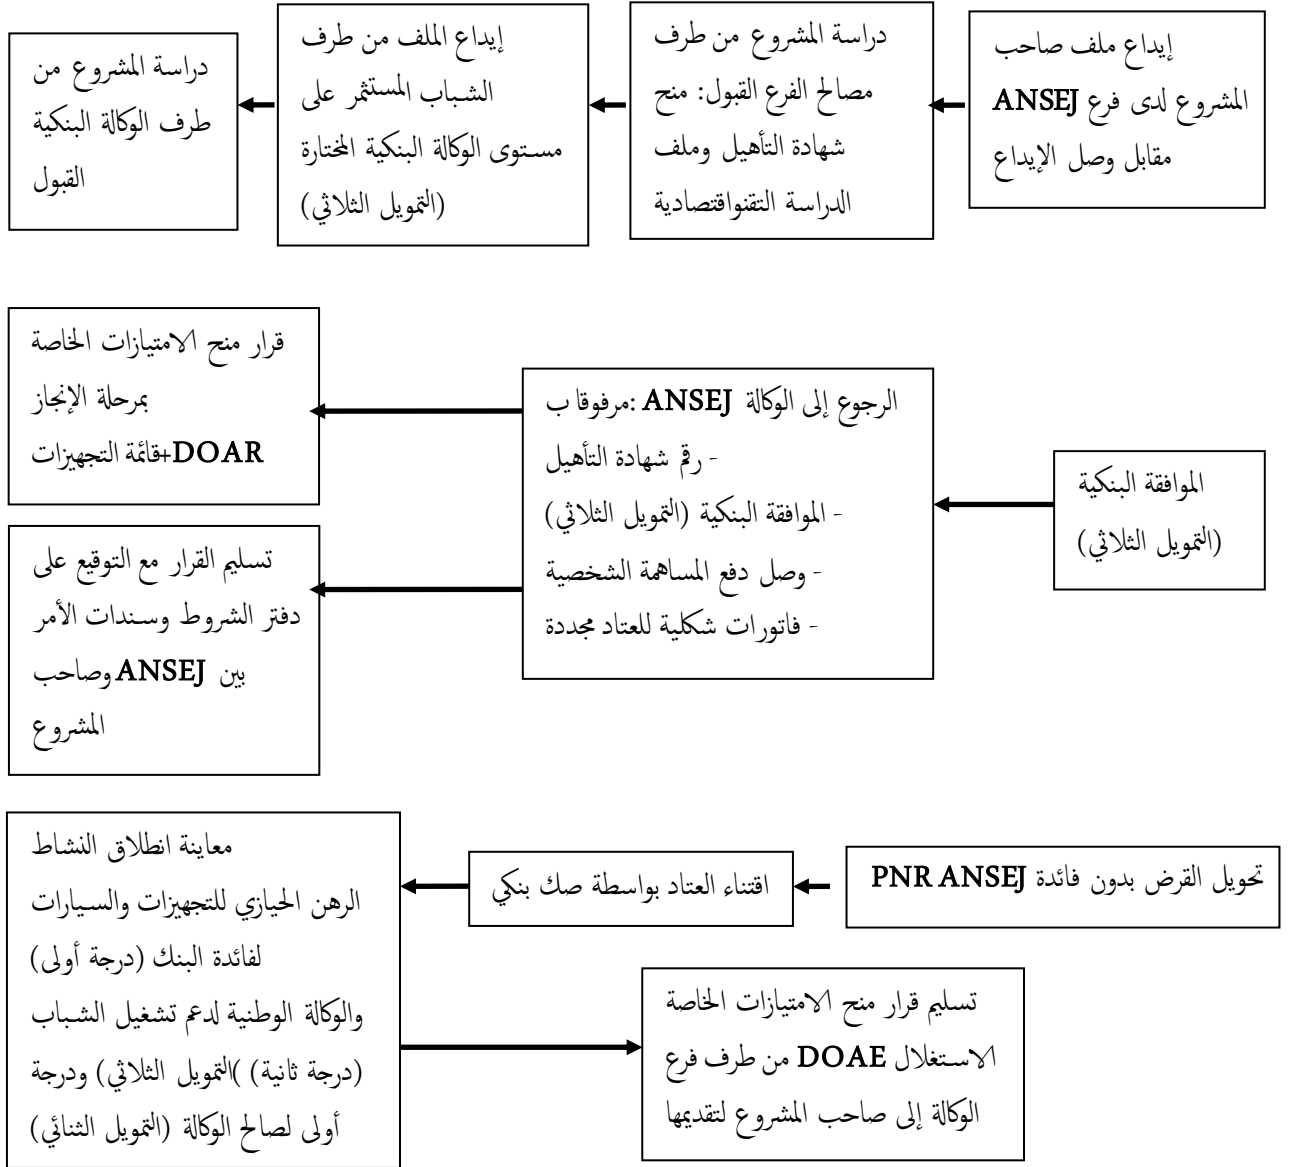 إيداع ملف صاحب
المشروع لدى فرع ANSEJ
مقابل وصل الإيداع
دراسة المشروع من طرف
مصالح الفرع القبول: منح
شهادة التأهيل وملف
الدراسة التقنواقتصادية
إيداع الملف من طرف
الشباب المستثمر على
مستوى الوكالة البنكية المختارة
(التمويل الثلاثي)
دراسة المشروع من
طرف الوكالة البنكية
القبول
الموافقة البنكية
(التمويل الثلاثي)
الرجوع إلى الوكالة ANSEJ :مرفوقا ب
- رقم شهادة التأهيل
- الموافقة البنكية (التمويل الثلاثي)
- وصل دفع المساهمة الشخصية
- فاتورات شكلية للعتاد مجددة
قرار منح الامتيازات الخاصة
بمرحلة الإنجاز
DOAR+قائمة التجهيزات
تسليم القرار مع التوقيع على
دفتر الشروط وسندات الأمر
بين ANSEJ وصاحب
المشروع
تحويل القرض بدون فائدة PNR ANSEJ
اقتناء العتاد بواسطة صك بنكي
معاينة انطلاق النشاط
الرهن الحيازي للتجهيزات والسيارات
لفائدة البنك (درجة أولى)
والوكالة الوطنية لدعم تشغيل الشباب
(درجة ثانية) )التمويل الثلاثي) ودرجة
أولى لصالح الوكالة (التمويل الثنائي)
تسليم قرار منح الامتيازات الخاصة
الاستغلال DOAE من طرف فرع
الوكالة إلى صاحب المشروع لتقديمها